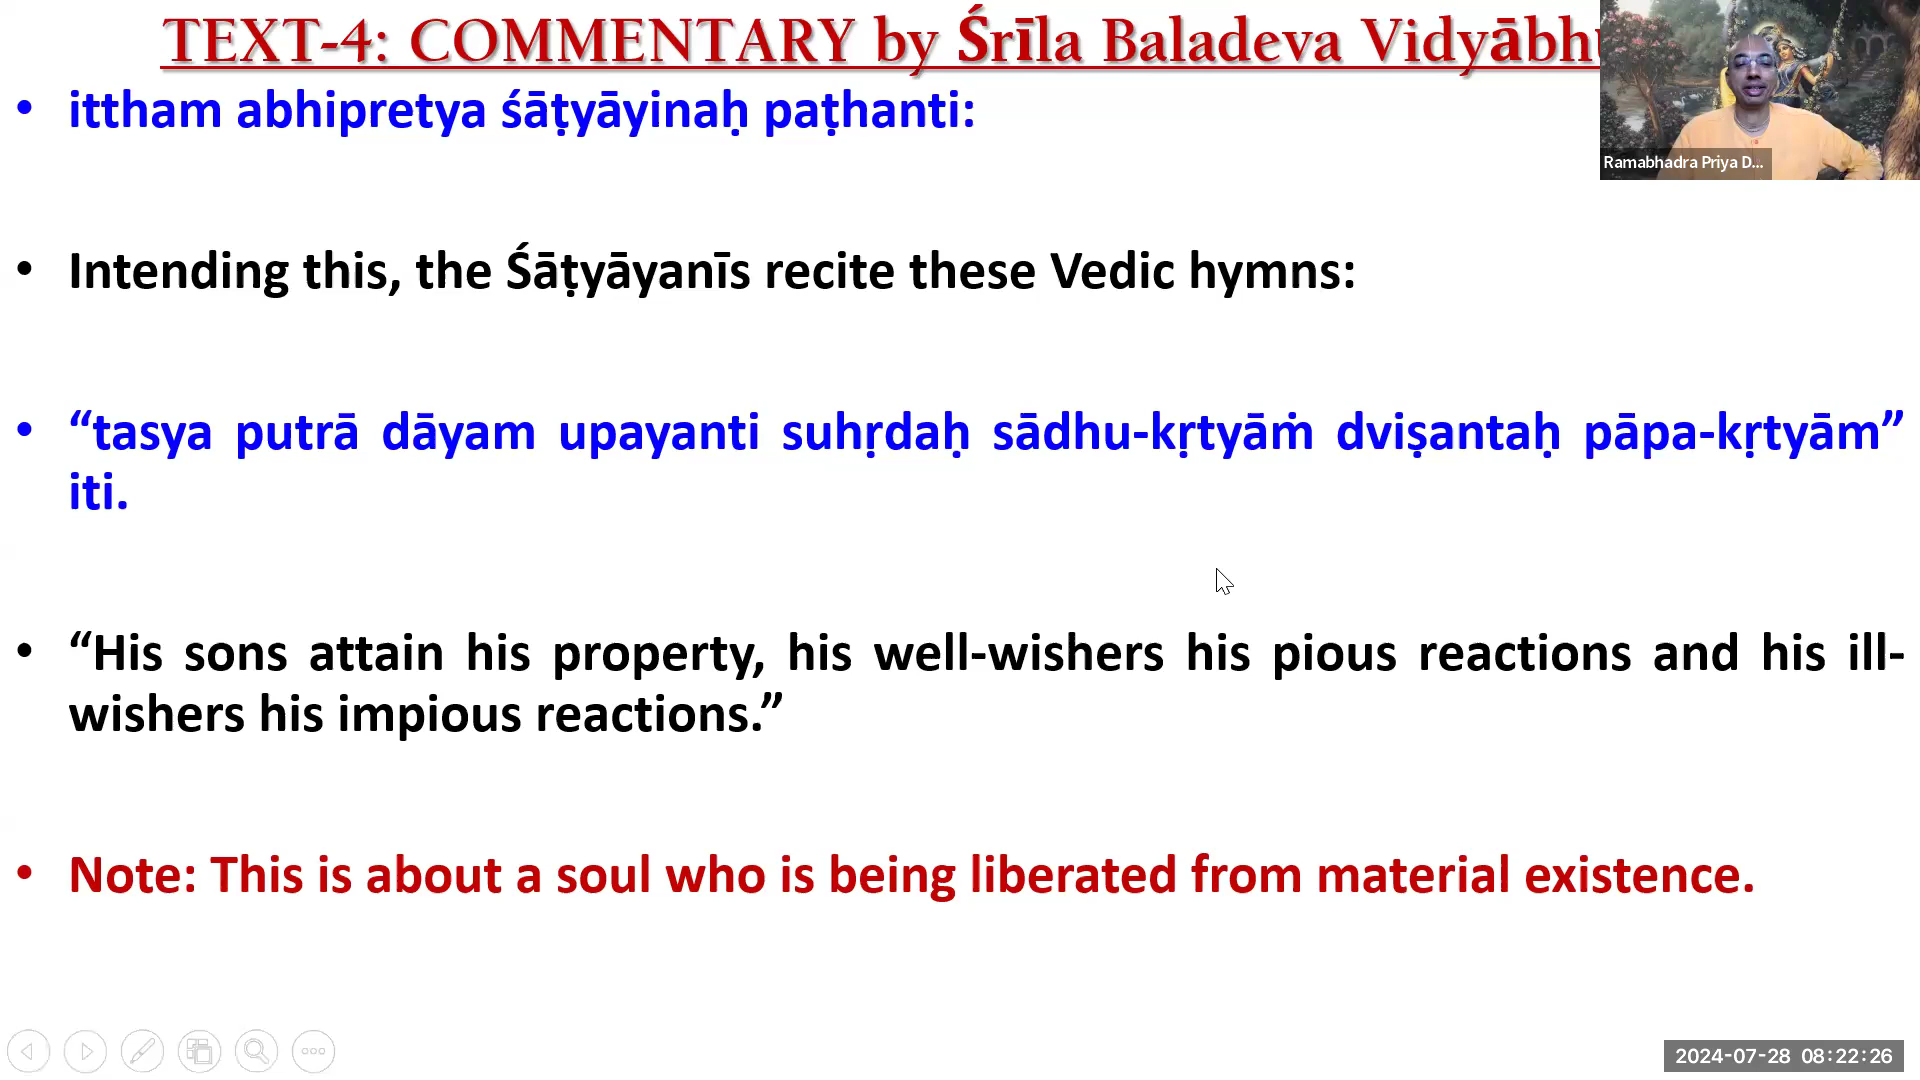 TEXT-4: COMMENTARY by Śrīla Baladeva
Ramabhadra Priya D...
• ittham abhipretya śāṭyāyinaḥ paṭhanti:
• Intending this, the Śāṭyāyanīs recite these Vedic hymns:
• “tasya putrā dāyam upayanti suhṛdaḥ sādhu-kṛtyāṁ dviṣantaḥ pāpa-kṛtyām”
iti.
• “His sons attain his property, his well-wishers his pious reactions and his ill-
wishers his impious reactions.”
• Note: This is about a soul who is being liberated from material existence.
2024-07-28 08:22:26